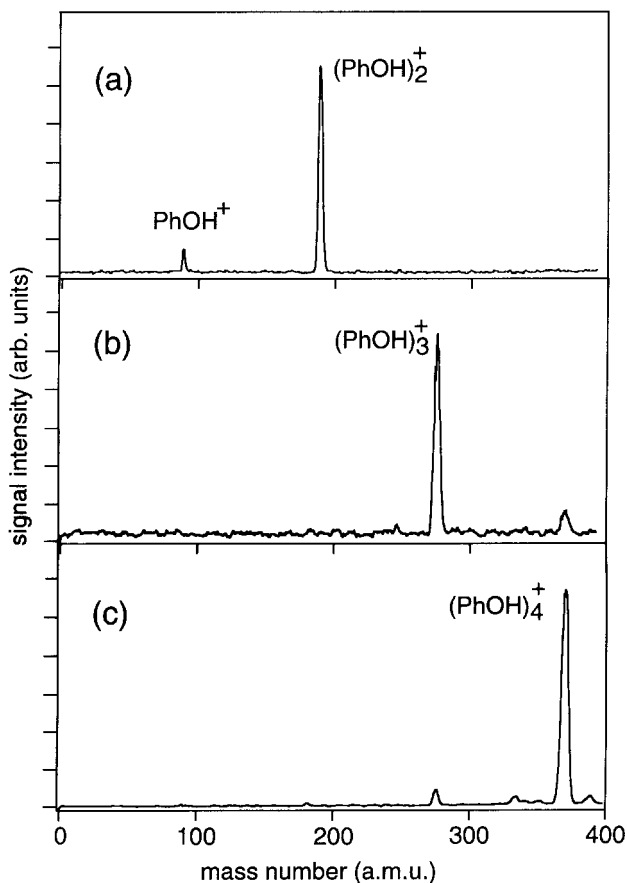 (a)
(PhOH)₂⁺
PhOH⁺
(b)
(PhOH)₃⁺
(c)
(PhOH)₄⁺
signal intensity (arb. units)
0 100 200 300 400
mass number (a.m.u.)